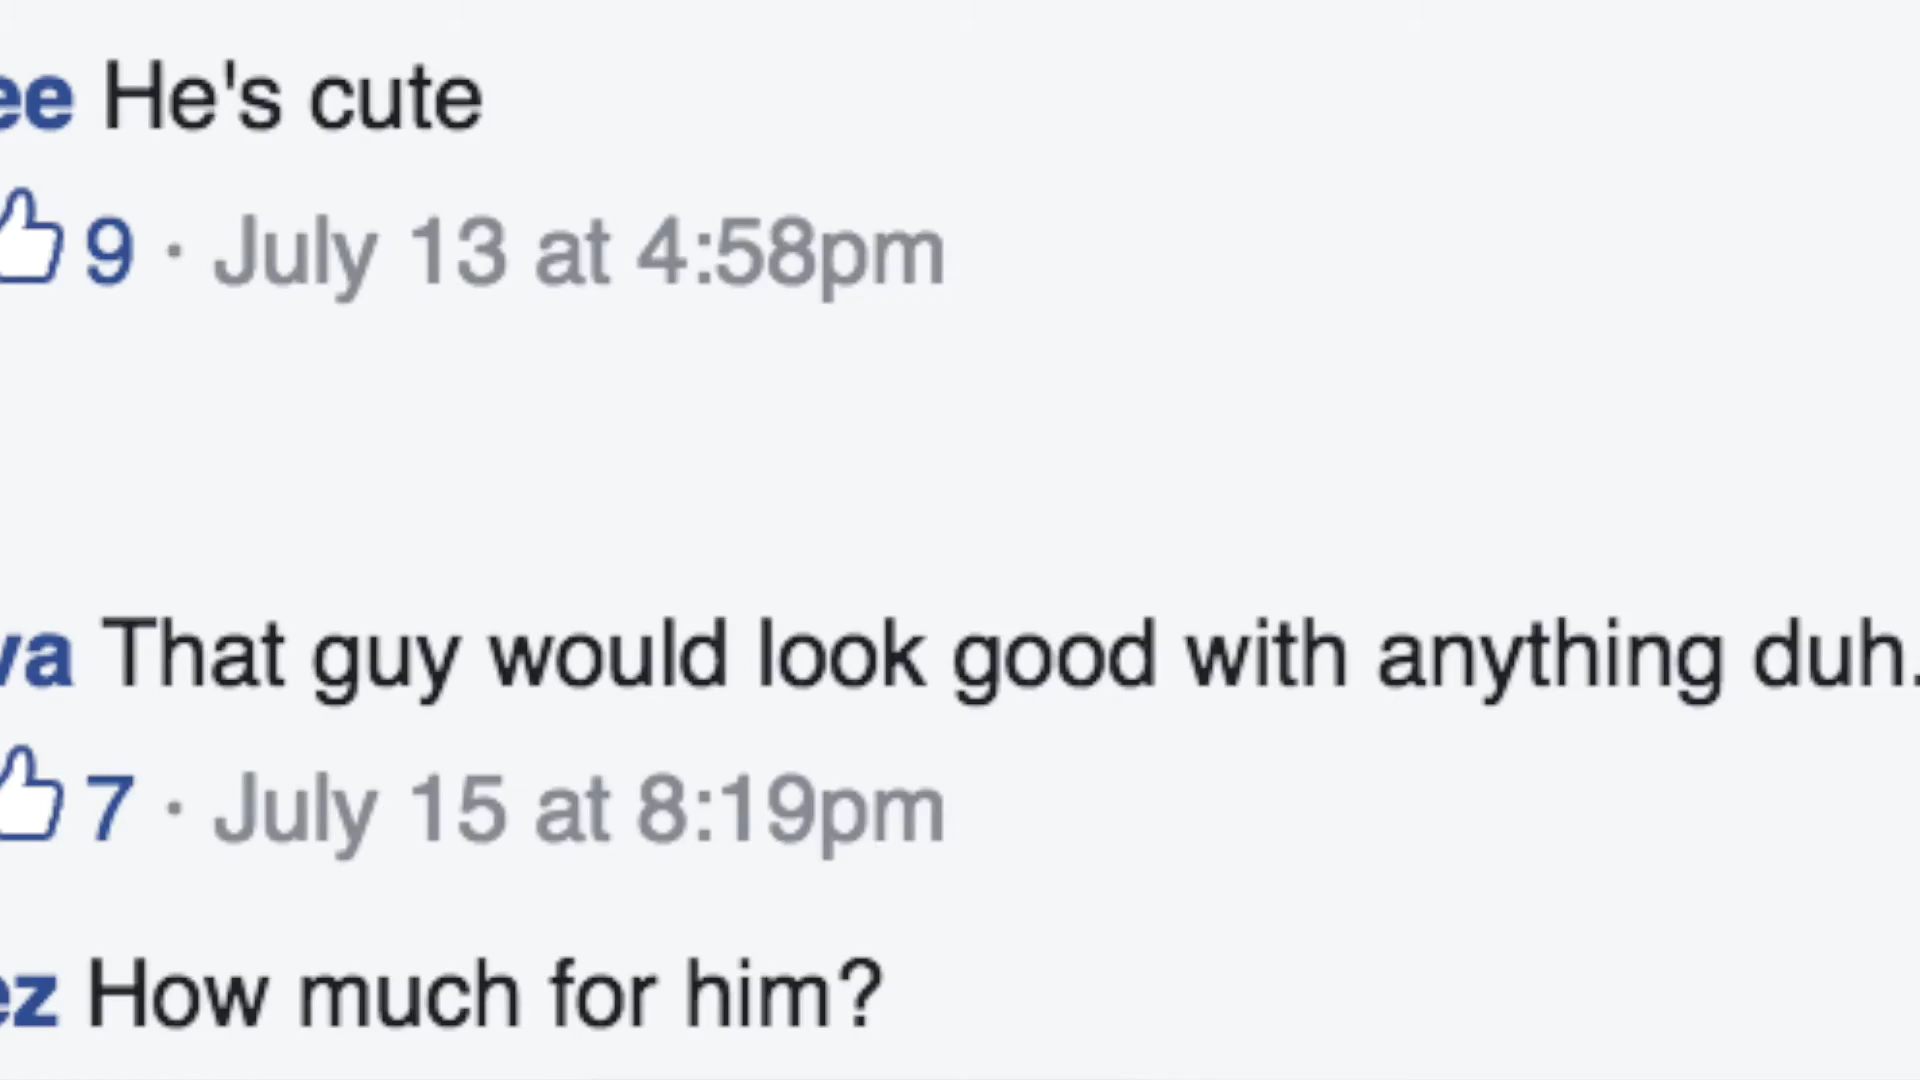 ee He's cute
9 · July 13 at 4:58pm
va That guy would look good with anything duh.
7 · July 15 at 8:19pm
ez How much for him?